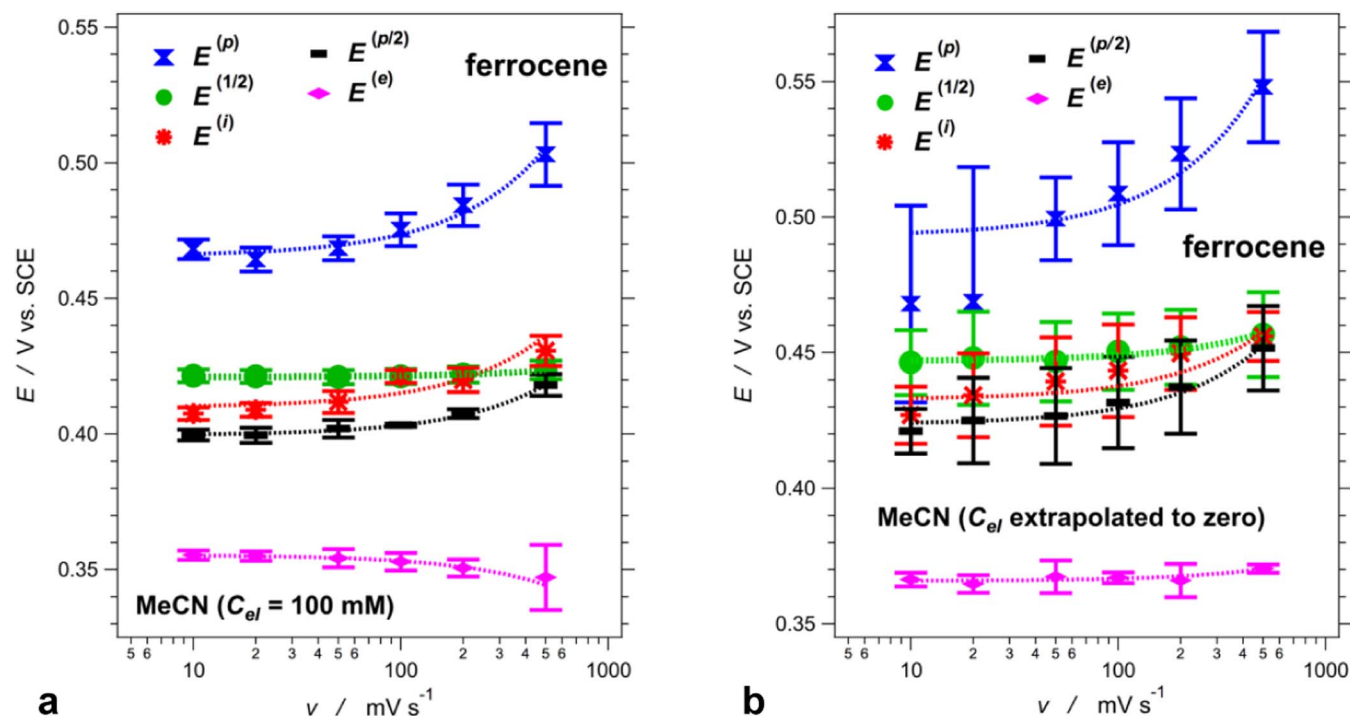 0.55
0.50
0.45
0.40
0.35
E / V vs. SCE
E (p)
E (1/2)
E (i)
E (p/2)
E (e)
ferrocene
MeCN (Cel = 100 mM)
5 6 10 2 3 4 5 6 100 2 3 4 5 6 1000
v / mV s-1
a
0.55
0.50
0.45
0.40
0.35
E / V vs. SCE
E (p)
E (1/2)
E (i)
E (p/2)
E (e)
ferrocene
MeCN (Cel extrapolated to zero)
5 6 10 2 3 4 5 6 100 2 3 4 5 6 1000
v / mV s-1
b